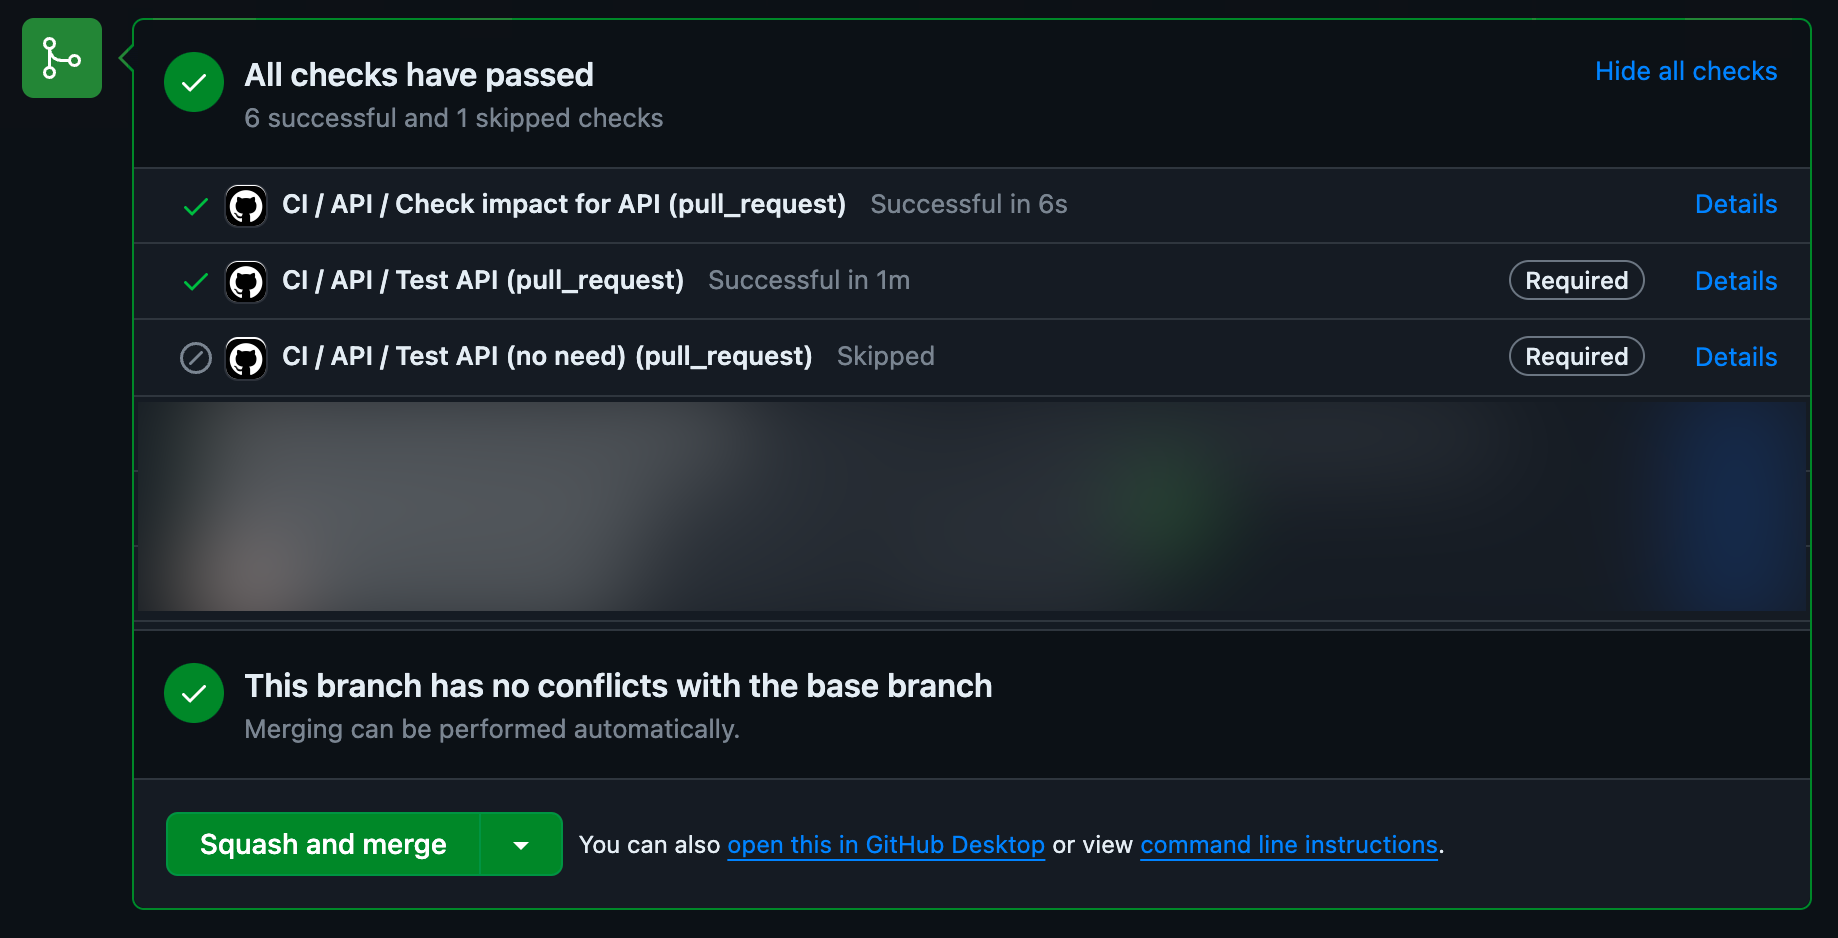 All checks have passed
Hide all checks
6 successful and 1 skipped checks
CI / API / Check impact for API (pull_request) Successful in 6s Details
CI / API / Test API (pull_request) Successful in 1m Required Details
CI / API / Test API (no need) (pull_request) Skipped Required Details
This branch has no conflicts with the base branch
Merging can be performed automatically.
Squash and merge
You can also open this in GitHub Desktop or view command line instructions.